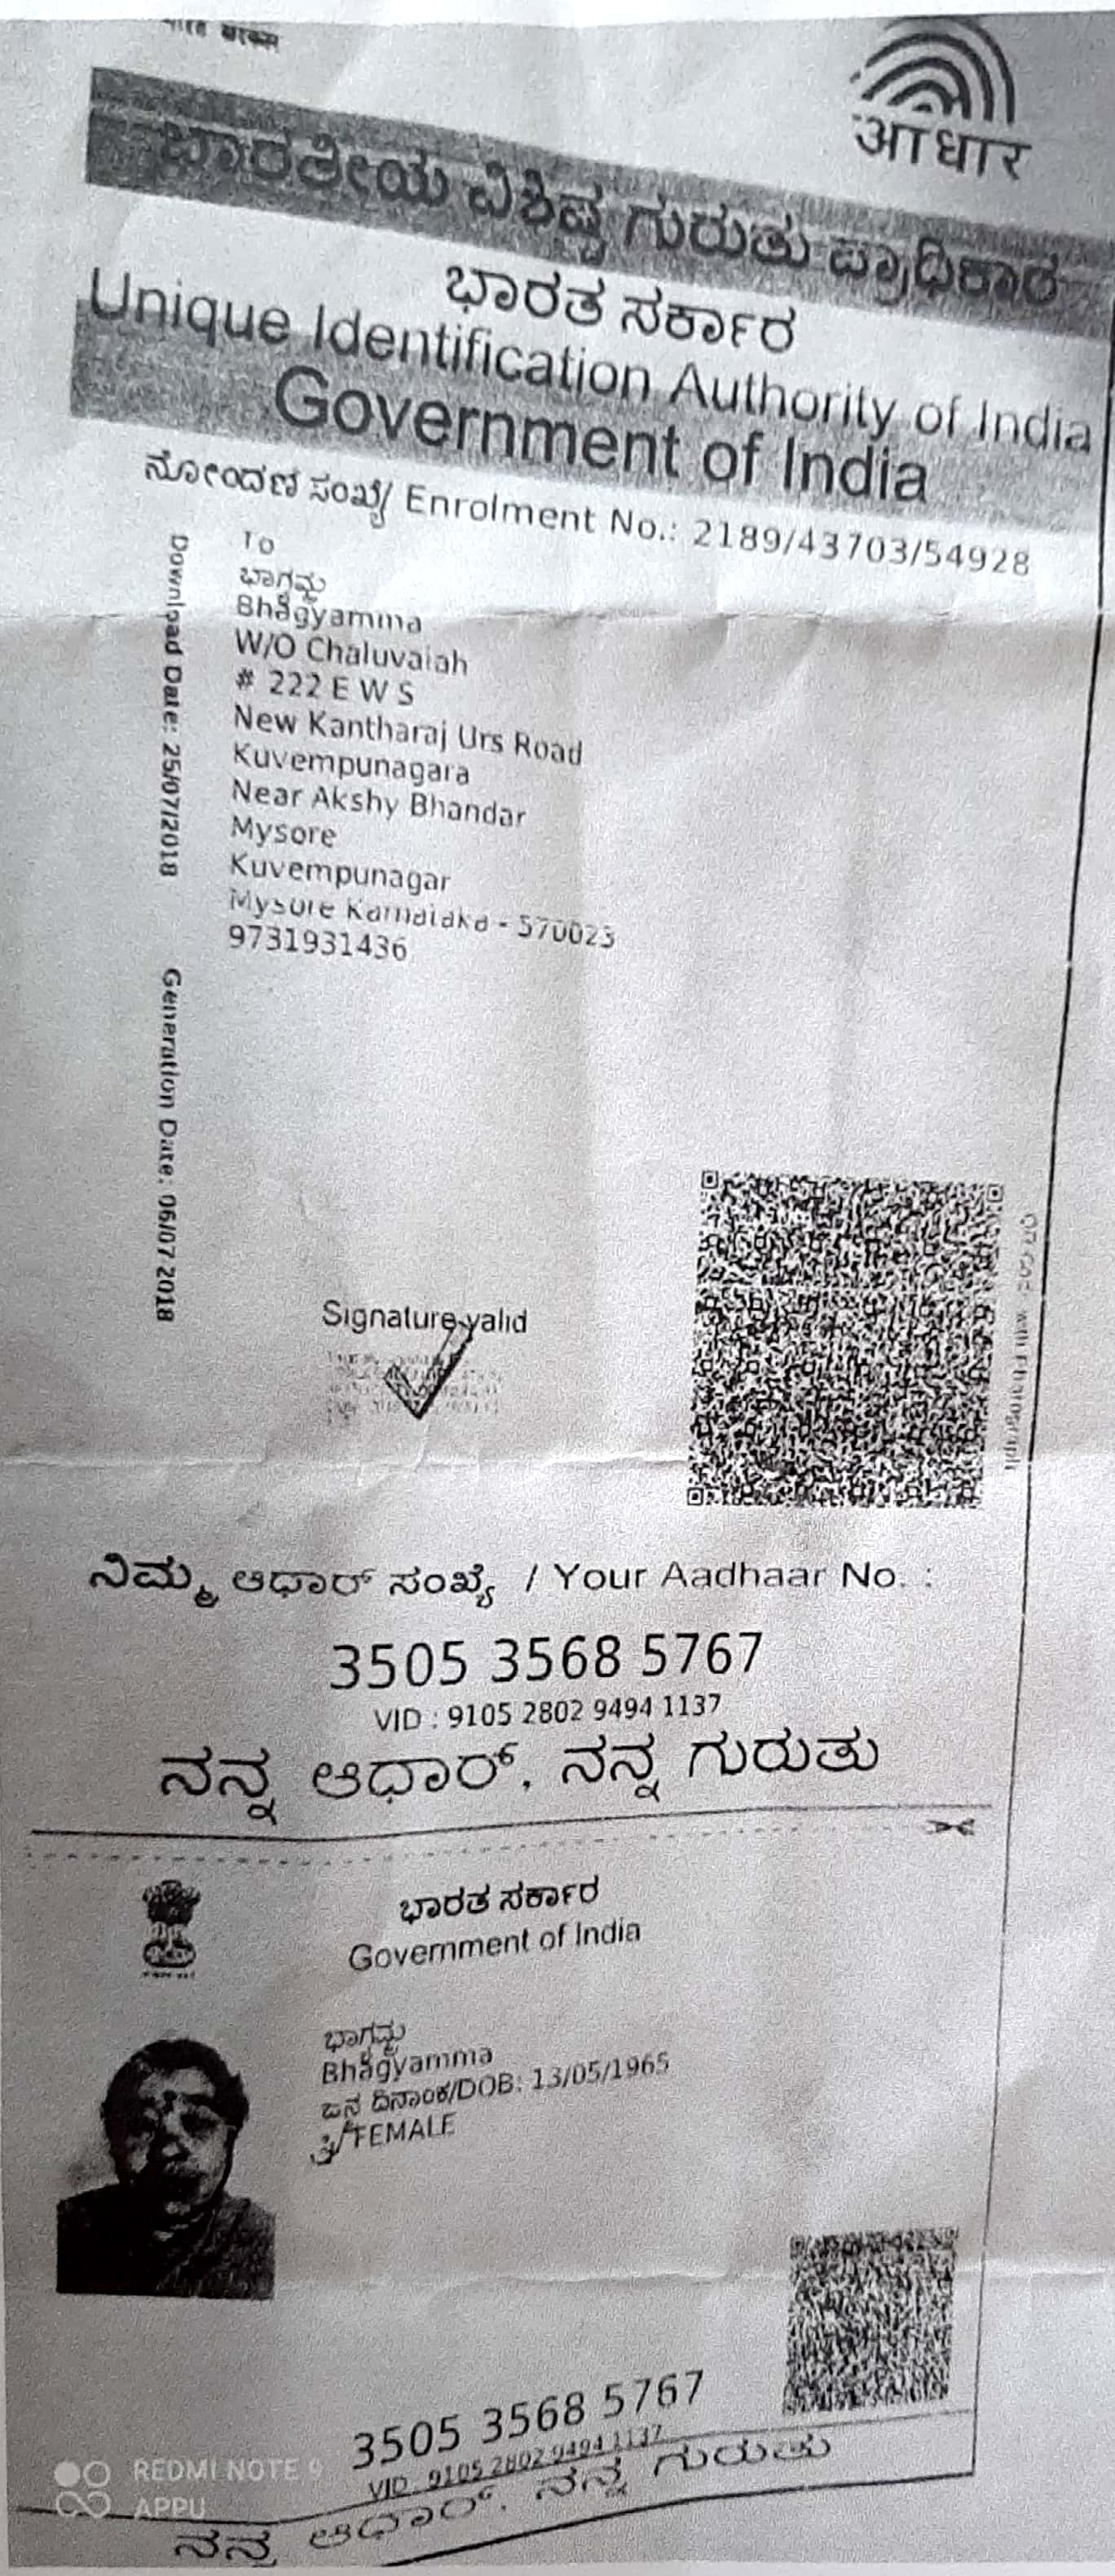 आधार
ಭಾರತೀಯ ವಿಶಿಷ್ಟ ಗುರುತು ಪ್ರಾಧಿಕಾರ
ಭಾರತ ಸರ್ಕಾರ
Unique Identification Authority of India
Government of India
ನೋಂದಣಿ ಸಂಖ್ಯೆ/ Enrolment No.: 2189/43703/54928
To
ಭಾಗ್ಯಮ್ಮ
Bhagyamma
W/O Chaluvaiah
# 222 E W S
New Kantharaj Urs Road
Kuvempunagara
Near Akshy Bhandar
Mysore
Kuvempunagar
Mysore Karnataka - 570023
9731931436
Download Date: 25/07/2018
Generation Date: 06/07/2018
Signature valid
QR Code with Photograph
ನಿಮ್ಮ ಆಧಾರ್ ಸಂಖ್ಯೆ / Your Aadhaar No. :
3505 3568 5767
VID : 9105 2802 9494 1137
ನನ್ನ ಆಧಾರ್, ನನ್ನ ಗುರುತು
ಭಾರತ ಸರ್ಕಾರ
Government of India
ಭಾಗ್ಯಮ್ಮ
Bhagyamma
ಜನ್ಮ ದಿನಾಂಕ/DOB: 13/05/1965
ಸ್ತ್ರೀ/FEMALE
3505 3568 5767
VID : 9105 2802 9494 1137
ನನ್ನ ಆಧಾರ್, ನನ್ನ ಗುರುತು
REDMI NOTE 9
APPU